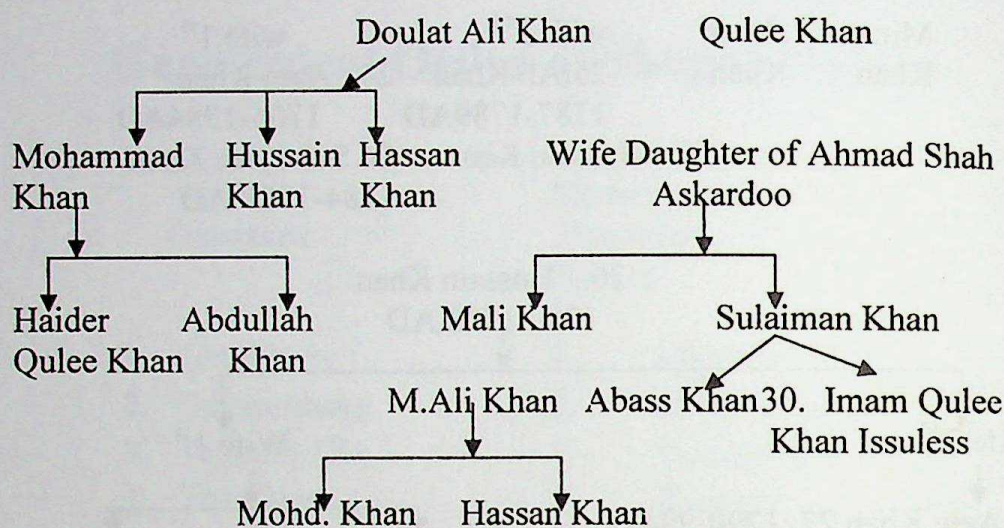 Doulat Ali Khan Qulee Khan
Mohammad Hussain Hassan Wife Daughter of Ahmad Shah
Khan Khan Khan Askardoo
Haider Abdullah Mali Khan Sulaiman Khan
Qulee Khan Khan
M.Ali Khan Abass Khan30. Imam Qulee
Khan Issuless
Mohd. Khan Hassan Khan